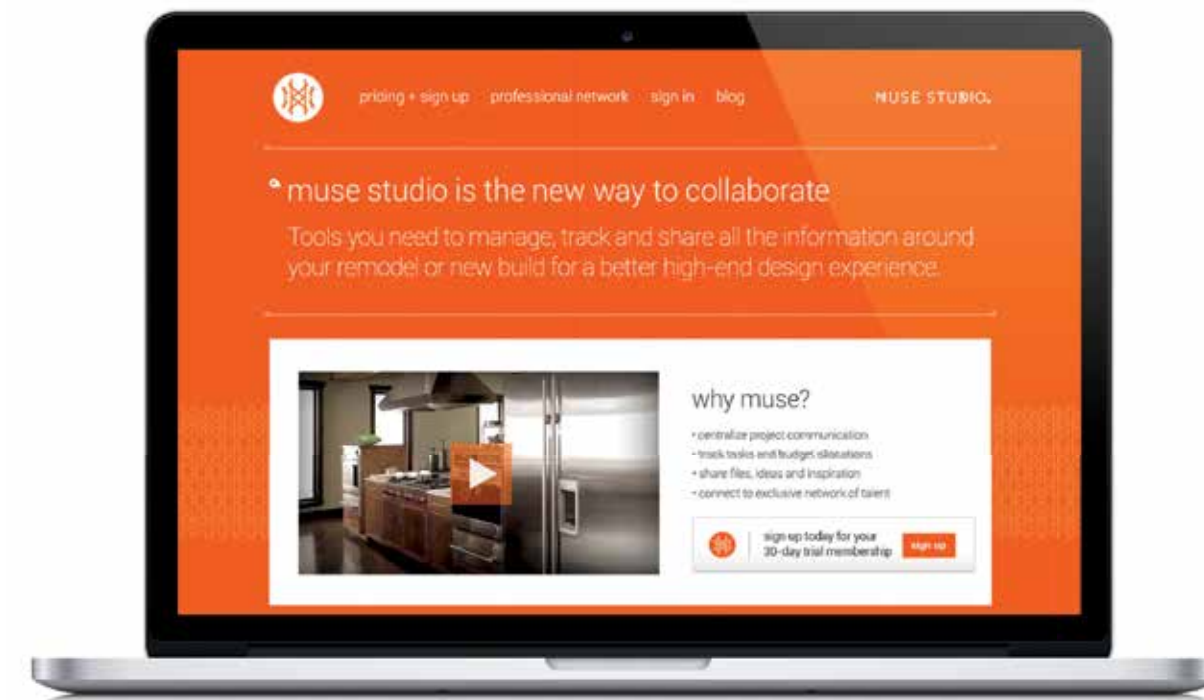 pricing + sign up professional network sign in blog MUSE STUDIO.
muse studio is the new way to collaborate
Tools you need to manage, track and share all the information around
your remodel or new build for a better high-end design experience.
why muse?
• centralize project communication
• track tasks and budget allocations
• share files, ideas and inspiration
• connect to exclusive network of talent
sign up today for your
30-day trial membership
sign up